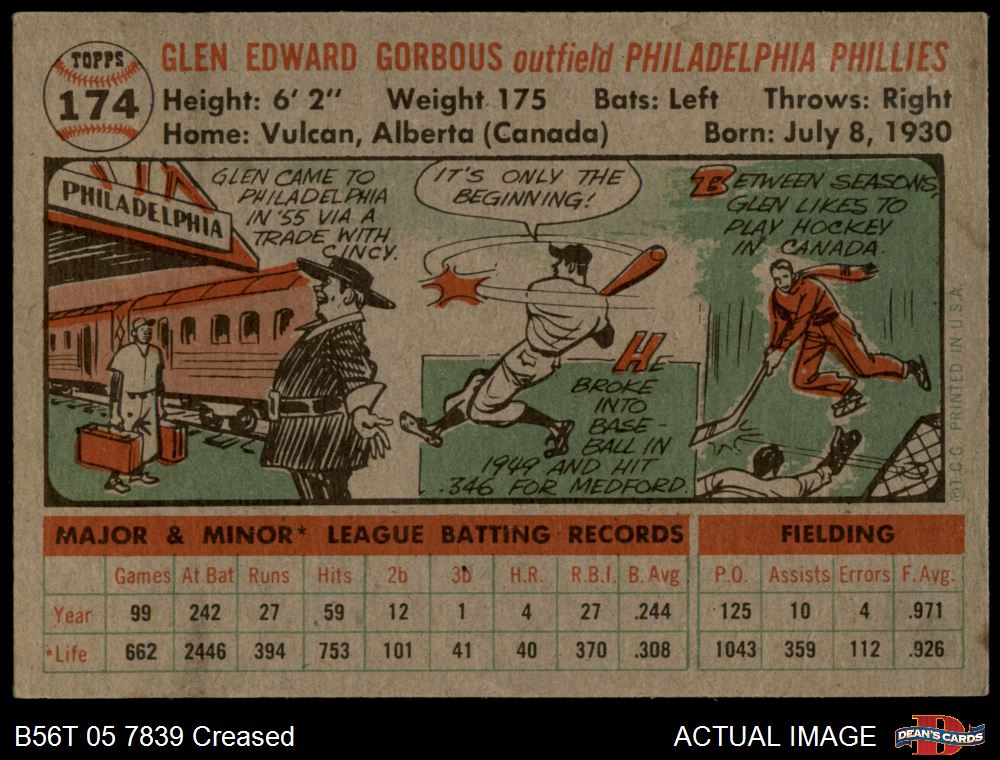 TOPPS
174
GLEN EDWARD GORBOUS outfield PHILADELPHIA PHILLIES
Height: 6' 2" Weight 175 Bats: Left Throws: Right
Home: Vulcan, Alberta (Canada) Born: July 8, 1930
PHILADELPHIA
GLEN CAME TO
PHILADELPHIA
IN '55 VIA A
TRADE WITH
CINCY.
IT'S ONLY THE
BEGINNING!
HE
BROKE
INTO
BASE-
BALL IN
1949 AND HIT
.346 FOR MEDFORD.
BETWEEN SEASONS,
GLEN LIKES TO
PLAY HOCKEY
IN CANADA.
©T.C.G. PRINTED IN U.S.A.
MAJOR & MINOR* LEAGUE BATTING RECORDS FIELDING
Games At Bat Runs Hits 2b 3b H.R. R.B.I. B. Avg. P.O. Assists Errors F. Avg.
Year 99 242 27 59 12 1 4 27 .244 125 10 4 .971
*Life 662 2446 394 753 101 41 40 370 .308 1043 359 112 .926
B56T 05 7839 Creased ACTUAL IMAGE
D
DEAN'S CARDS